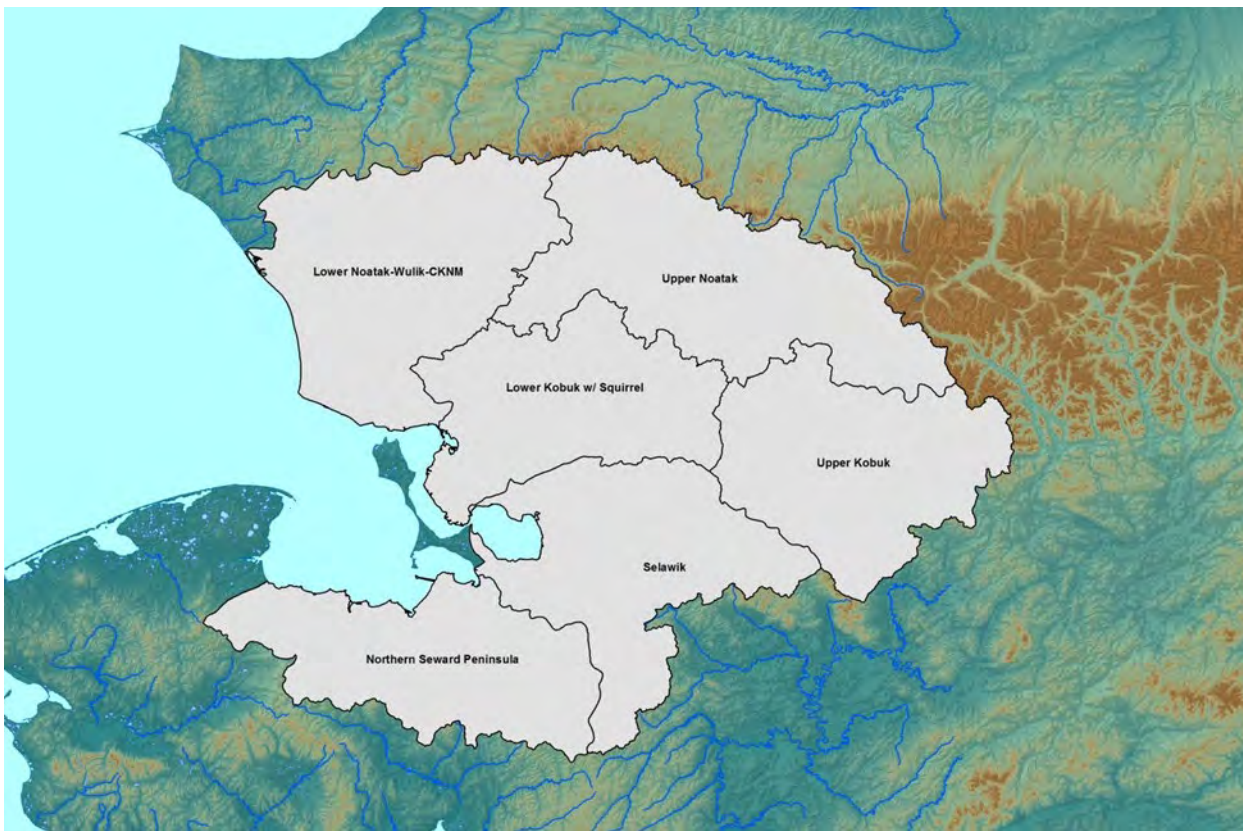 Lower Noatak-Wulik-CKNM
Upper Noatak
Lower Kobuk w/ Squirrel
Upper Kobuk
Selawik
Northern Seward Peninsula